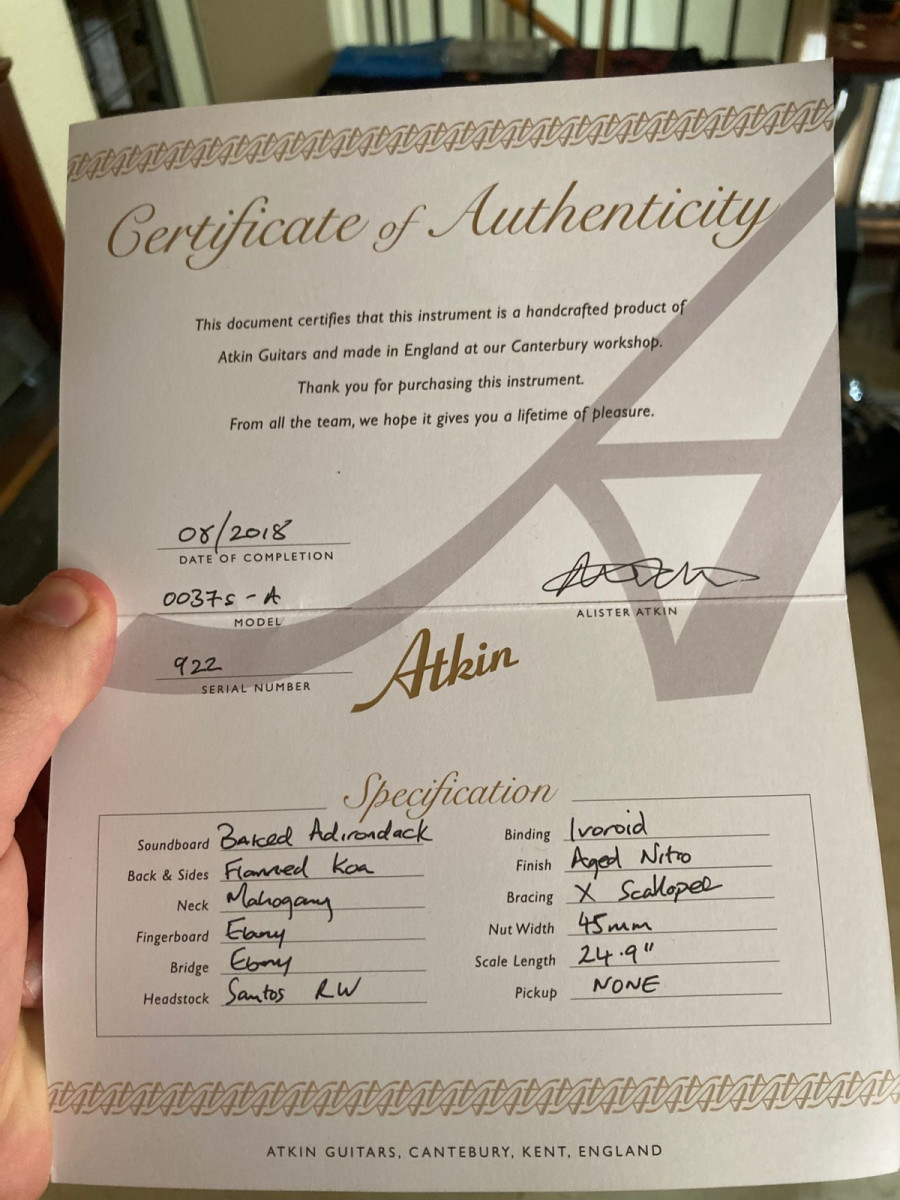 Certificate of Authenticity
This document certifies that this instrument is a handcrafted product of
Atkin Guitars and made in England at our Canterbury workshop.
Thank you for purchasing this instrument.
From all the team, we hope it gives you a lifetime of pleasure.
08/2018
DATE OF COMPLETION
0037s - A
MODEL
ALISTER ATKIN
922
SERIAL NUMBER
Atkin
Specification
Soundboard Baked Adirondack
Back & Sides Flammed Koa
Neck Mahogany
Fingerboard Ebany
Bridge Ebony
Headstock Santos RW
Binding Ivoroid
Finish Aged Nitro
Bracing X Scalloped
Nut Width 45mm
Scale Length 24.9"
Pickup NONE
ATKIN GUITARS, CANTEBURY, KENT, ENGLAND